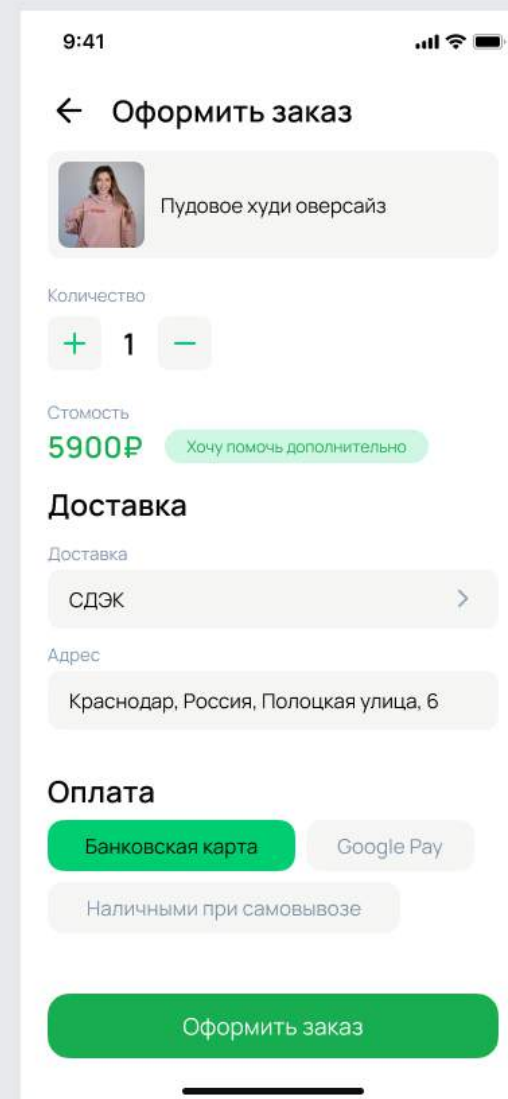 9:41
Оформить заказ
Пудовое худи оверсайз
Количество
+ 1 −
Стомость
5900₽ Хочу помочь дополнительно
Доставка
Доставка
СДЭК
Адрес
Краснодар, Россия, Полоцкая улица, 6
Оплата
Банковская карта Google Pay
Наличными при самовывозе
Оформить заказ